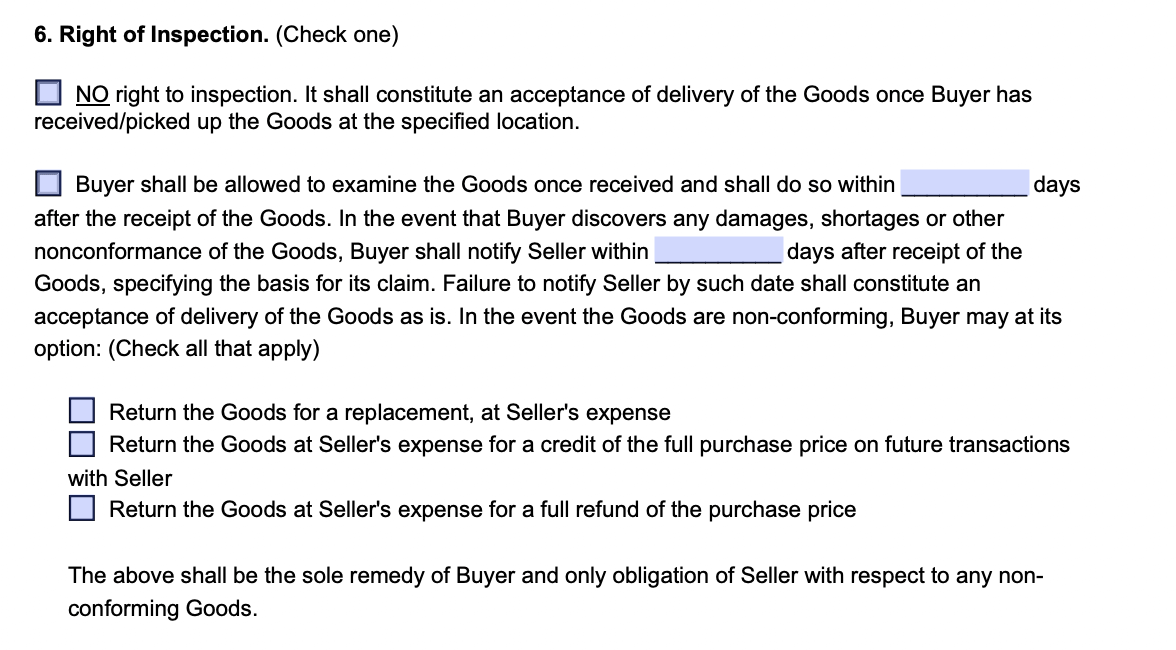 6. Right of Inspection. (Check one)
NO right to inspection. It shall constitute an acceptance of delivery of the Goods once Buyer has
received/picked up the Goods at the specified location.
Buyer shall be allowed to examine the Goods once received and shall do so within __________ days
after the receipt of the Goods. In the event that Buyer discovers any damages, shortages or other
nonconformance of the Goods, Buyer shall notify Seller within __________ days after receipt of the
Goods, specifying the basis for its claim. Failure to notify Seller by such date shall constitute an
acceptance of delivery of the Goods as is. In the event the Goods are non-conforming, Buyer may at its
option: (Check all that apply)
Return the Goods for a replacement, at Seller's expense
Return the Goods at Seller's expense for a credit of the full purchase price on future transactions
with Seller
Return the Goods at Seller's expense for a full refund of the purchase price
The above shall be the sole remedy of Buyer and only obligation of Seller with respect to any non-
conforming Goods.